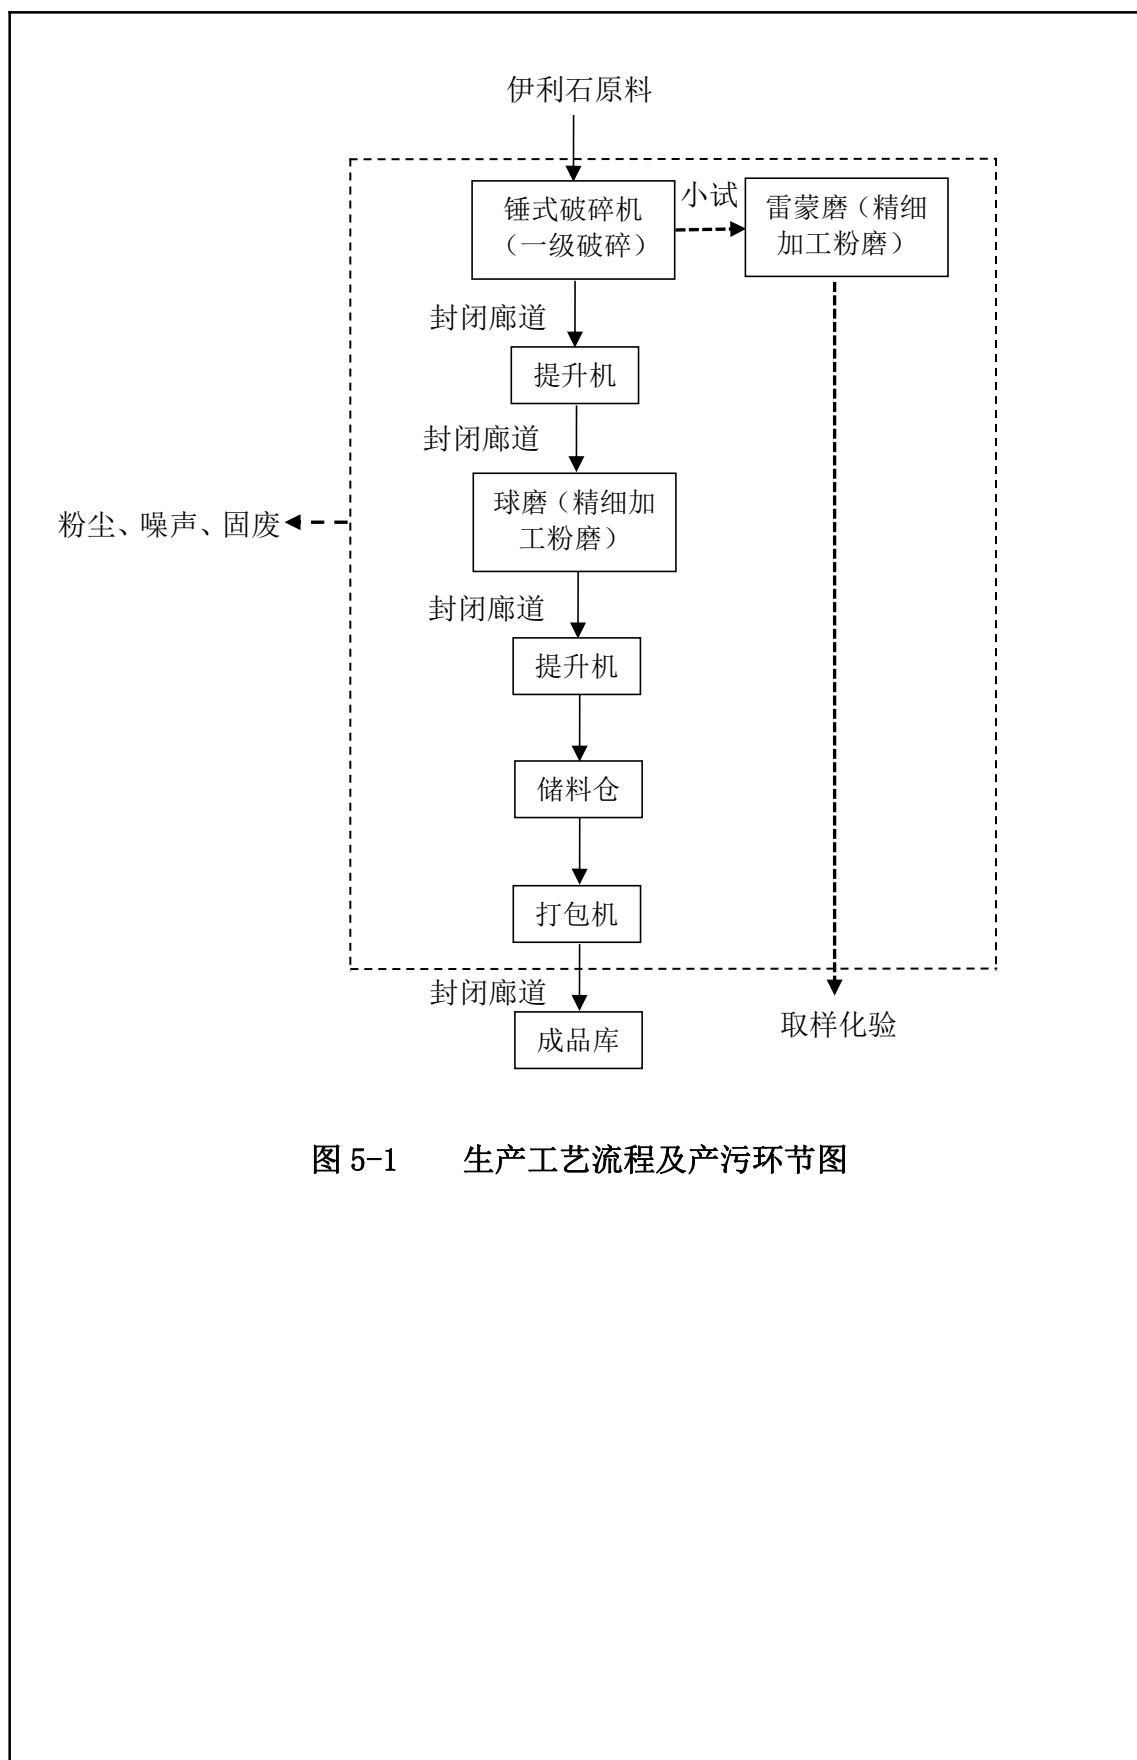 伊利石原料
锤式破碎机
（一级破碎）
小试
雷蒙磨（精细
加工粉磨）
封闭廊道
提升机
封闭廊道
球磨（精细加
工粉磨）
粉尘、噪声、固废
封闭廊道
提升机
储料仓
打包机
封闭廊道
成品库
取样化验
图 5-1 生产工艺流程及产污环节图